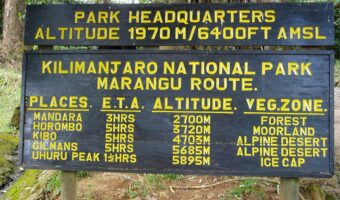 PARK HEADQUARTERS
ALTITUDE 1970 M/6400FT AMSL
KILIMANJARO NATIONAL PARK
MARANGU ROUTE.
PLACES. E.T.A. ALTITUDE. VEG.ZONE.
MANDARA 3HRS 2700M FOREST
HOROMBO 5HRS 3720M MOORLAND
KIBO 5HRS 4703M ALPINE DESERT
GILMANS 5HRS 5685M ALPINE DESERT
UHURU PEAK 1½HRS 5895M ICE CAP